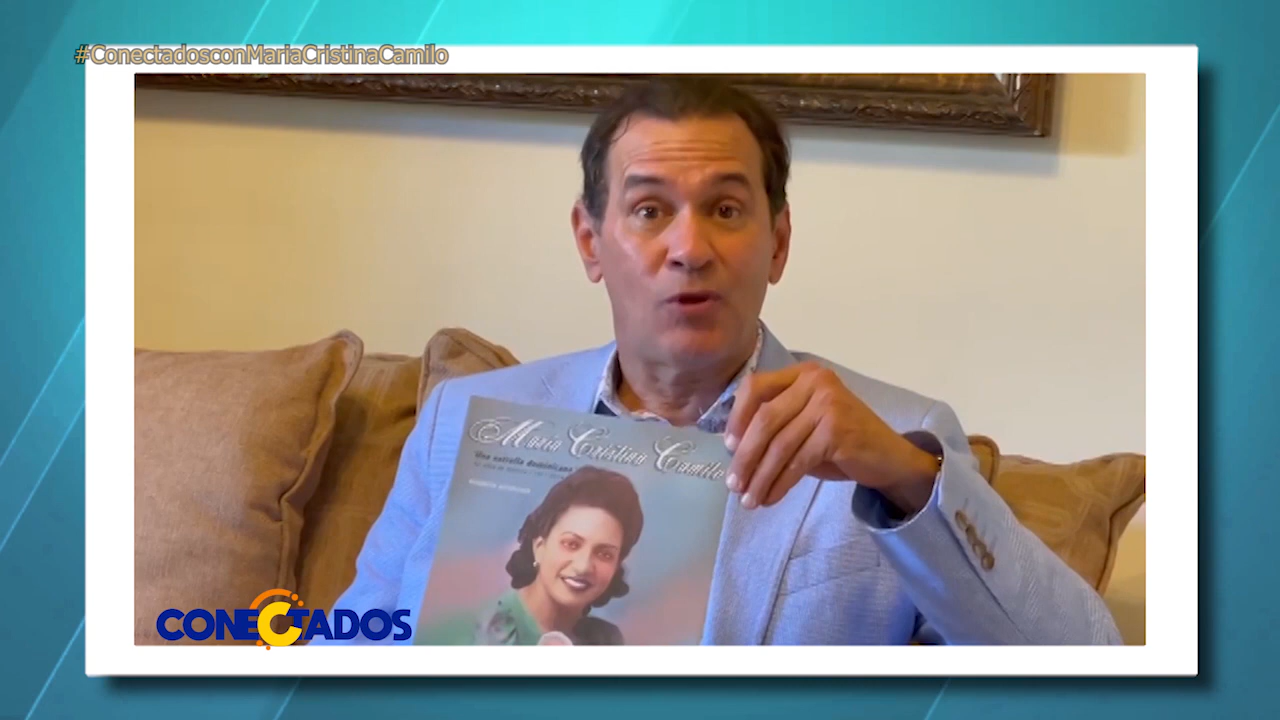 #ConectadosconMariaCristinaCamilo
María Cristina Camilo
Una estrella dominicana
CONECTADOS